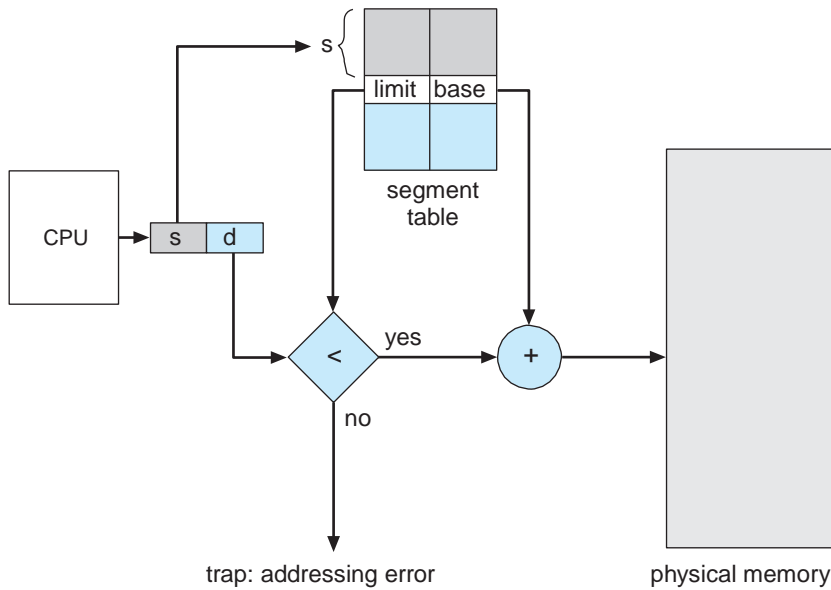 s
limit base
segment
table
CPU
s d
<
yes
+
no
trap: addressing error
physical memory